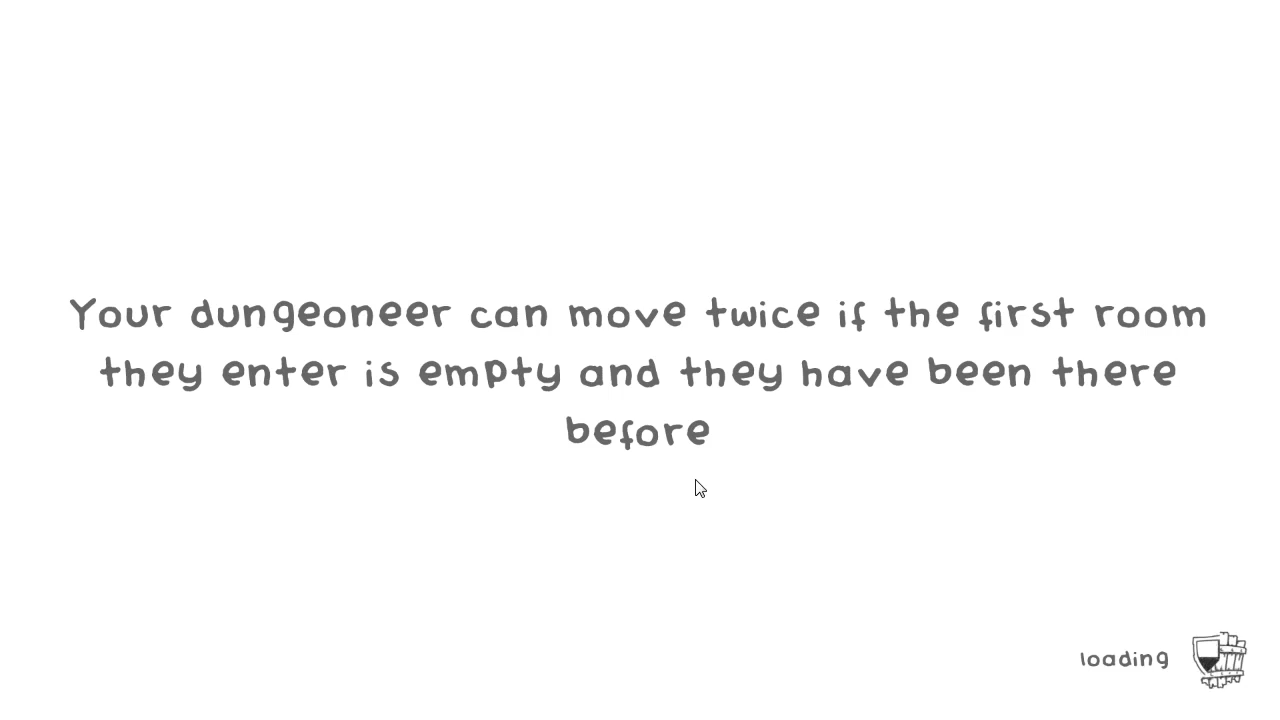 Your dungeoneer can move twice if the first room
they enter is empty and they have been there
before
loading